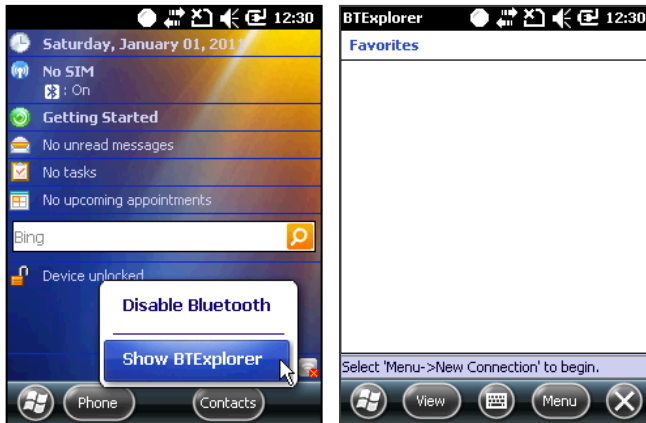 12:30
Saturday, January 01, 2011
No SIM
: On
Getting Started
No unread messages
No tasks
No upcoming appointments
Bing
Device unlocked
Disable Bluetooth
Show BTExplorer
Phone Contacts
BTExplorer 12:30
Favorites
Select 'Menu->New Connection' to begin.
View Menu